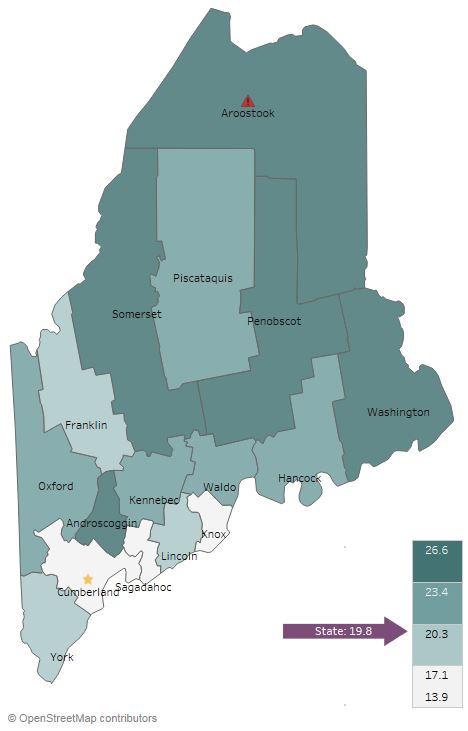 Aroostook
Piscataquis
Somerset
Penobscot
Washington
Franklin
Hancock
Oxford
Waldo
Kennebec
Androscoggin
Knox
Lincoln
Sagadahoc
Cumberland
York
26.6
23.4
State: 19.8
20.3
17.1
13.9
© OpenStreetMap contributors